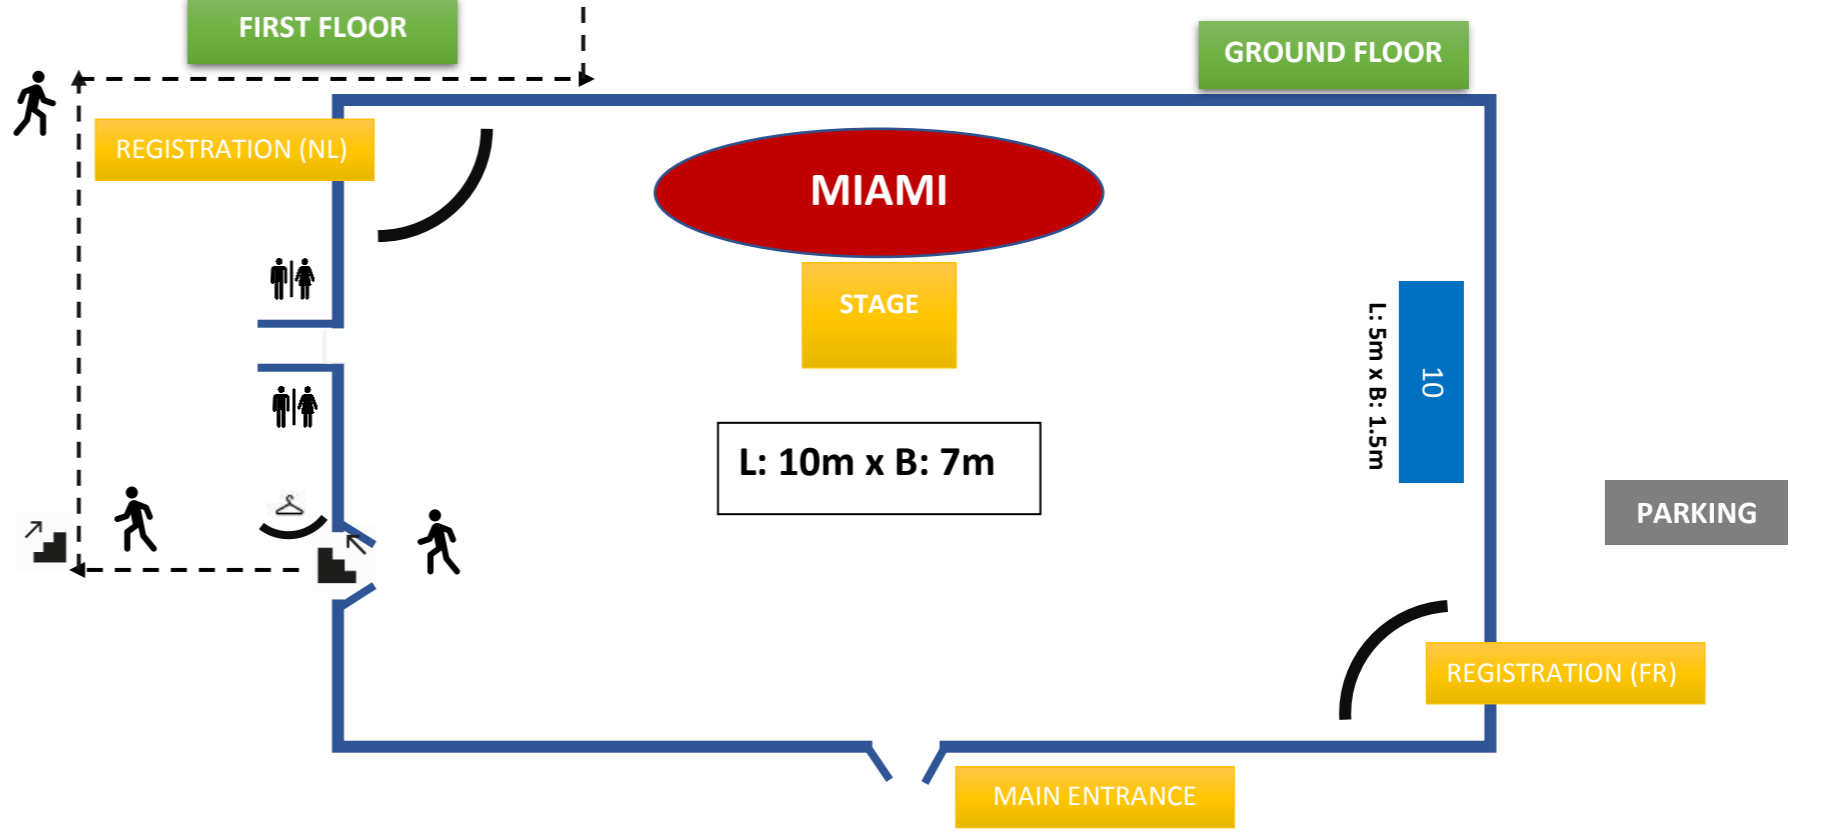 FIRST FLOOR
GROUND FLOOR
REGISTRATION (NL)
MIAMI
STAGE
L: 5m x B: 1.5m
10
L: 10m x B: 7m
PARKING
REGISTRATION (FR)
MAIN ENTRANCE